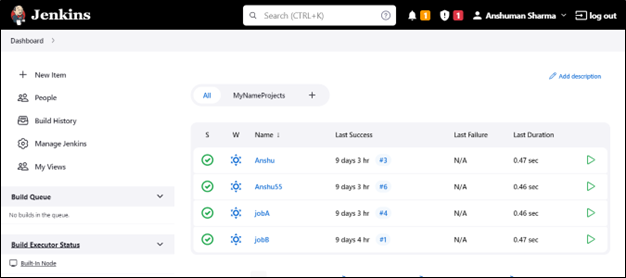 Jenkins
Search (CTRL+K)
1
1
Anshuman Sharma
log out
Dashboard
New Item
People
Build History
Manage Jenkins
My Views
Build Queue
No builds in the queue.
Build Executor Status
Built-In Node
Add description
All MyNameProjects +
S W Name Last Success Last Failure Last Duration
Anshu 9 days 3 hr #3 N/A 0.47 sec
Anshu55 9 days 3 hr #6 N/A 0.46 sec
jobA 9 days 3 hr #4 N/A 0.46 sec
jobB 9 days 4 hr #1 N/A 0.47 sec